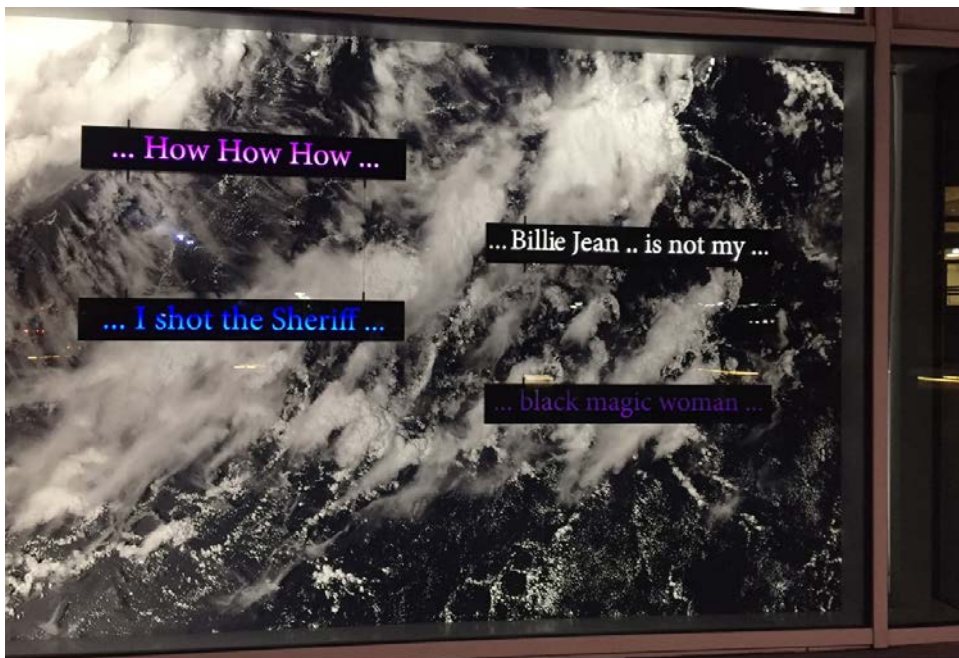 ... How How How ...
... Billie Jean .. is not my ...
... I shot the Sheriff ...
... black magic woman ...